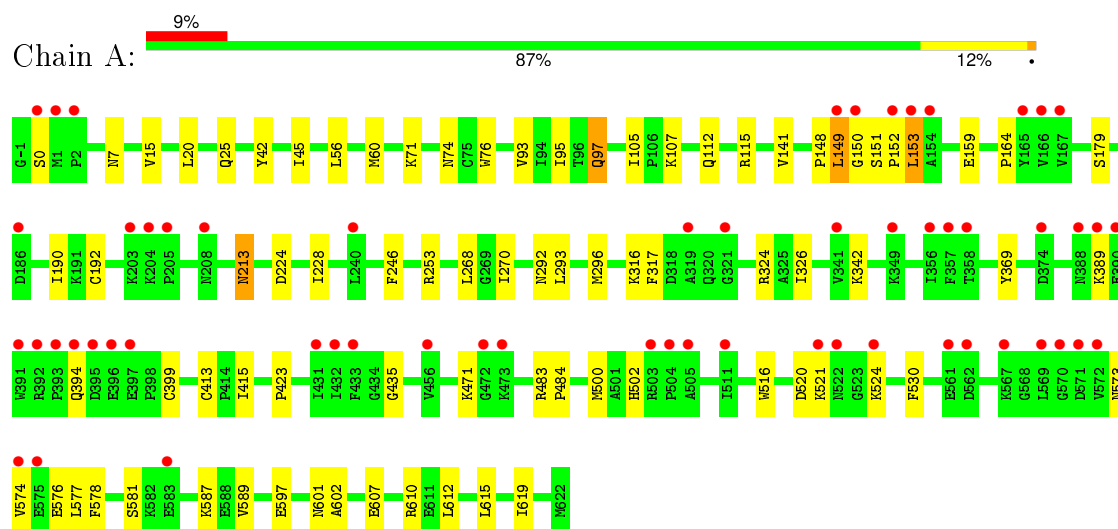 9%
Chain A:
87% 12% •
G-1 S0 M1 P2 N7 V15 L20 Q25 Y42 I45 L56 M60 K71 N74 C75 W76 V93 I94 I95 T96 Q97 I105 P106 K107 Q112 R115 V141 P148 L149 G150 S151 P152 L153 A154 E159 P164 Y165 V166 V167 S179
D186 I190 K191 C192 K203 K204 P205 N208 N213 D224 I228 L240 F246 R253 L268 G269 I270 N292 L293 M296 K316 F317 D318 A319 Q320 G321 R324 A325 I326 V341 K342 K349 I356 F357 T358 Y369 D374 N388 K389 E390
W391 R392 P393 Q394 D395 E396 E397 P398 C399 C413 P414 I415 P423 I431 I432 F433 G434 G435 V456 K471 G472 K473 R483 P484 M500 A501 H502 R503 P504 A505 I511 W516 D520 K521 N522 G523 K524 F530 E561 D562 K567 G568 L569 G570 D571 V572 N573
V574 E575 E576 L577 F578 S581 K582 E583 K587 E588 V589 E597 N601 A602 E607 R610 E611 L612 L615 I619 M622